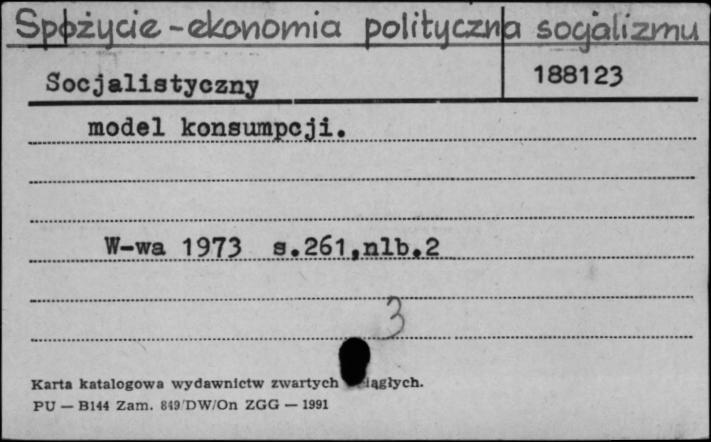 Spożycie - ekonomia polityczna socjalizmu
Socjalistyczny
188123
model konsumpcji.
W-wa 1973 s.261,nlb.2
3
Karta katalogowa wydawnictw zwartych ciągłych.
PU — B144 Zam. 849/DW/On ZGG — 1991